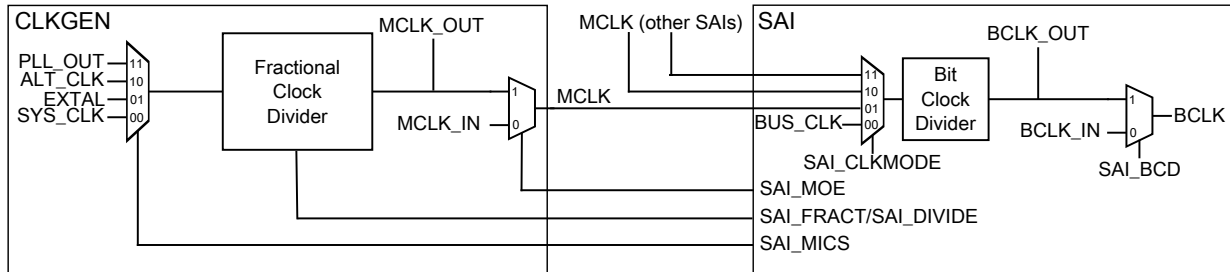 CLKGEN
PLL_OUT
ALT_CLK
EXTAL
SYS_CLK
11
10
01
00
Fractional
Clock
Divider
MCLK_OUT
MCLK_IN
1
0
MCLK
MCLK (other SAIs)
SAI
BUS_CLK
11
10
01
00
SAI_CLKMODE
Bit
Clock
Divider
BCLK_OUT
BCLK_IN
1
0
BCLK
SAI_BCD
SAI_MOE
SAI_FRACT/SAI_DIVIDE
SAI_MICS